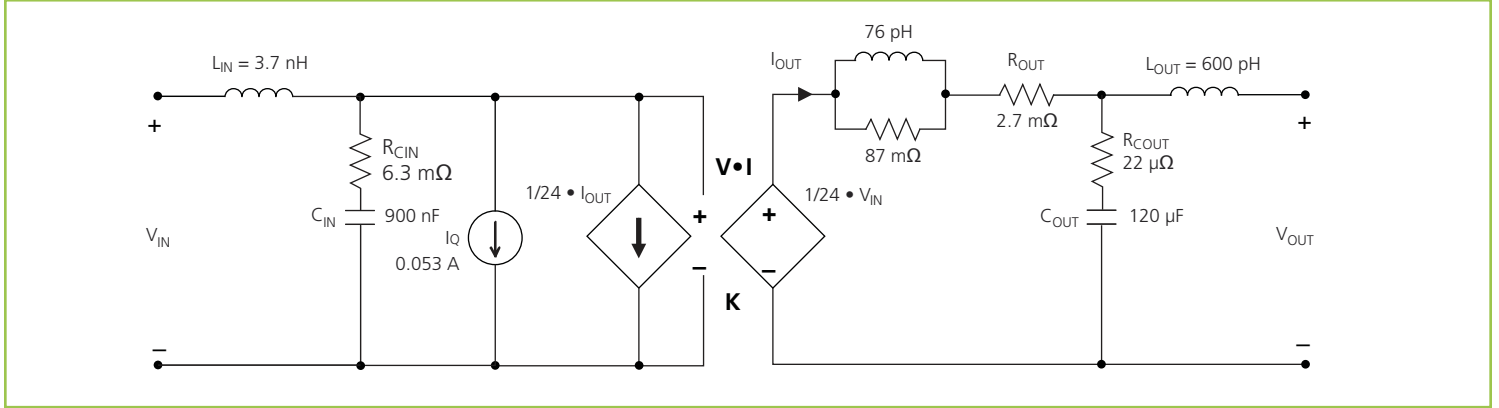 L_IN = 3.7 nH
+
R_CIN
6.3 mΩ
C_IN 900 nF
V_IN
I_Q
0.053 A
1/24 • I_OUT
−
V•I
+
−
K
+
−
1/24 • V_IN
I_OUT
76 pH
87 mΩ
R_OUT
2.7 mΩ
L_OUT = 600 pH
R_COUT
22 µΩ
C_OUT 120 µF
+
V_OUT
−